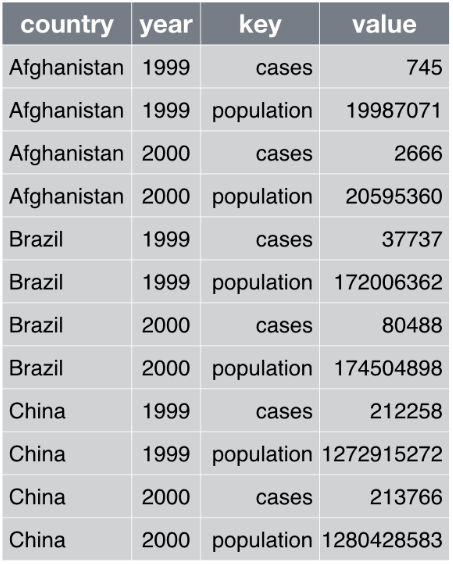 country year key value
Afghanistan 1999 cases 745
Afghanistan 1999 population 19987071
Afghanistan 2000 cases 2666
Afghanistan 2000 population 20595360
Brazil 1999 cases 37737
Brazil 1999 population 172006362
Brazil 2000 cases 80488
Brazil 2000 population 174504898
China 1999 cases 212258
China 1999 population 1272915272
China 2000 cases 213766
China 2000 population 1280428583